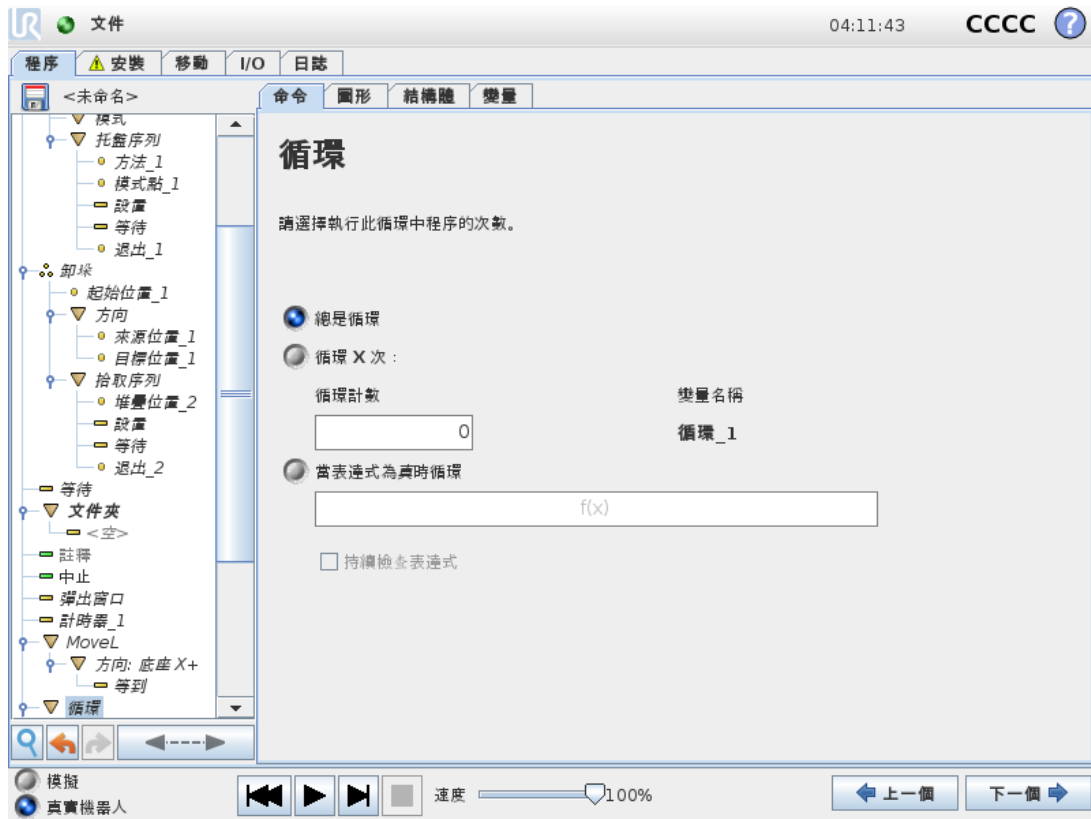 UR 文件 04:11:43 CCCC ?
程序 安裝 移動 I/O 日誌
<未命名> 命令 圖形 結構體 變量
模式
托盤序列
方法_1
模式點_1
設置
等待
退出_1
卸垛
起始位置_1
方向
來源位置_1
目標位置_1
拾取序列
堆疊位置_2
設置
等待
退出_2
等待
文件夾
<空>
註釋
中止
彈出窗口
計時器_1
MoveL
方向: 底座 X+
等到
循環
循環
請選擇執行此循環中程序的次數。
總是循環
循環 X 次：
循環計數 變量名稱
0 循環_1
當表達式為真時循環
f(x)
持續檢查表達式
模擬
真實機器人
速度 100% 上一個 下一個